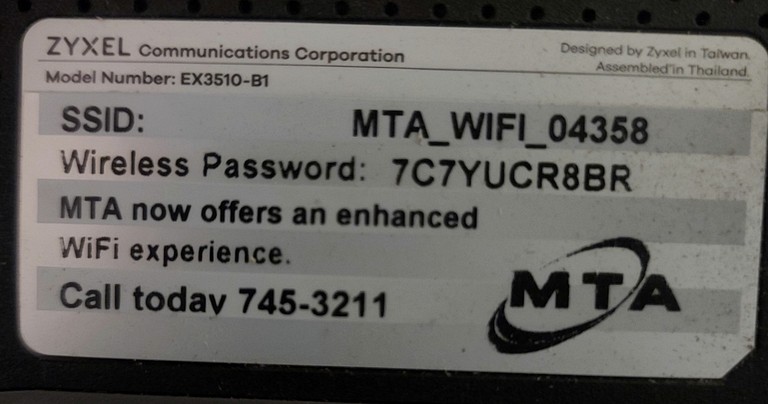 ZYXEL Communications Corporation
Designed by Zyxel in Taiwan.
Assembled in Thailand.
Model Number: EX3510-B1
SSID: MTA_WIFI_04358
Wireless Password: 7C7YUCR8BR
MTA now offers an enhanced
WiFi experience.
Call today 745-3211
MTA